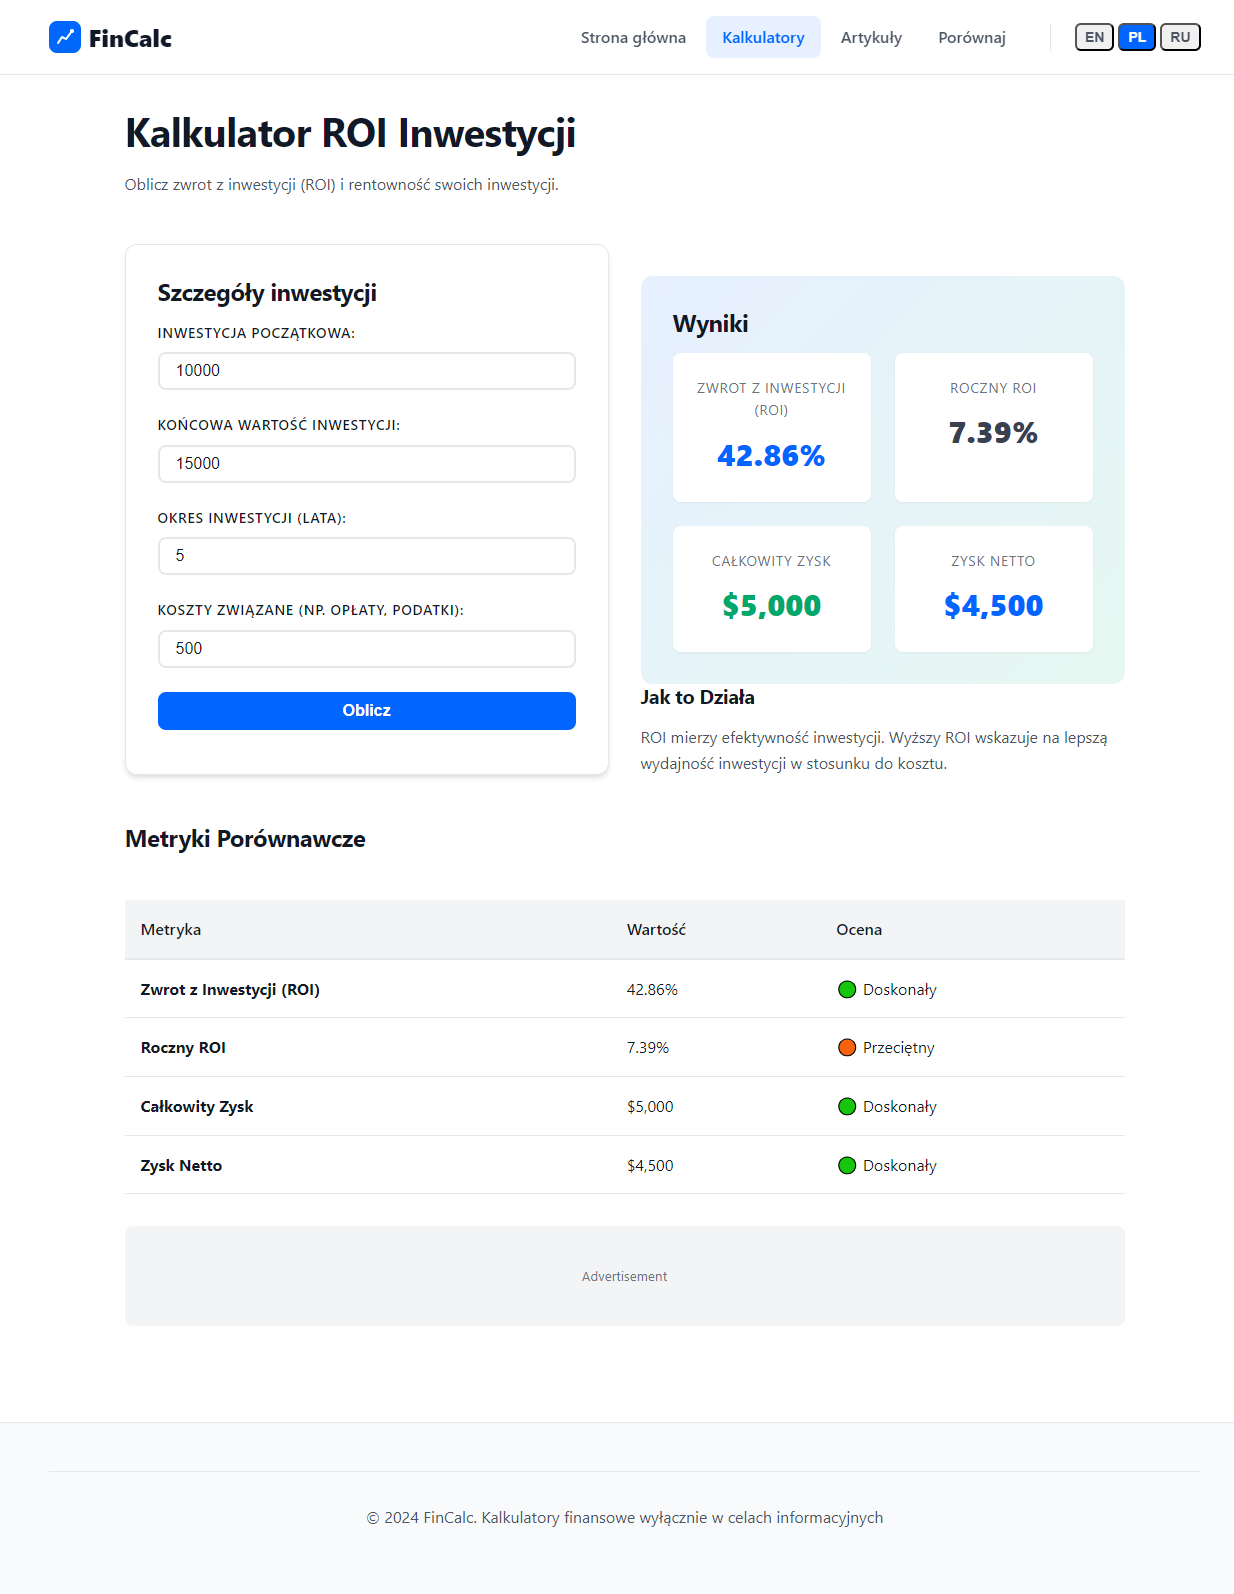 FinCalc
Strona główna
Kalkulatory
Artykuły
Porównaj
EN
PL
RU
Kalkulator ROI Inwestycji
Oblicz zwrot z inwestycji (ROI) i rentowność swoich inwestycji.
Szczegóły inwestycji
INWESTYCJA POCZĄTKOWA:
10000
KOŃCOWA WARTOŚĆ INWESTYCJI:
15000
OKRES INWESTYCJI (LATA):
5
KOSZTY ZWIĄZANE (NP. OPŁATY, PODATKI):
500
Oblicz
Wyniki
ZWROT Z INWESTYCJI
(ROI)
42.86%
ROCZNY ROI
7.39%
CAŁKOWITY ZYSK
$5,000
ZYSK NETTO
$4,500
Jak to Działa
ROI mierzy efektywność inwestycji. Wyższy ROI wskazuje na lepszą
wydajność inwestycji w stosunku do kosztu.
Metryki Porównawcze
Metryka Wartość Ocena
Zwrot z Inwestycji (ROI) 42.86% Doskonały
Roczny ROI 7.39% Przeciętny
Całkowity Zysk $5,000 Doskonały
Zysk Netto $4,500 Doskonały
Advertisement
© 2024 FinCalc. Kalkulatory finansowe wyłącznie w celach informacyjnych